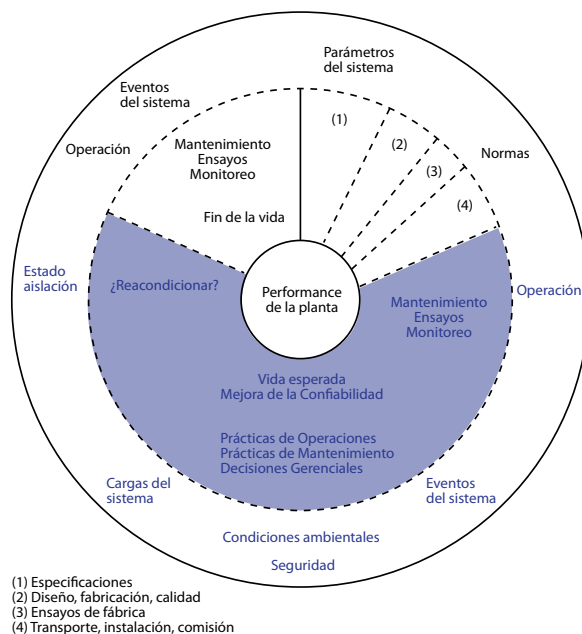 Parámetros
del sistema
Eventos
del sistema
Operación
Mantenimiento
Ensayos
Monitoreo
Fin de la vida
(1)
(2)
(3)
(4)
Normas
Estado
aislación
¿Reacondicionar?
Performance
de la planta
Mantenimiento
Ensayos
Monitoreo
Operación
Vida esperada
Mejora de la Confiabilidad
Prácticas de Operaciones
Prácticas de Mantenimiento
Decisiones Gerenciales
Cargas del
sistema
Eventos
del sistema
Condiciones ambientales
Seguridad
(1) Especificaciones
(2) Diseño, fabricación, calidad
(3) Ensayos de fábrica
(4) Transporte, instalación, comisión